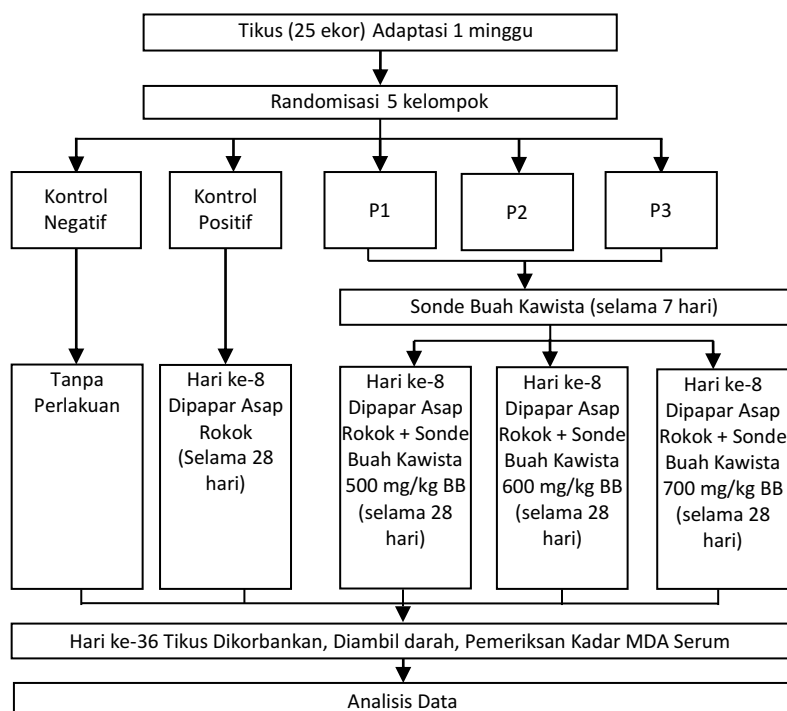 Tikus (25 ekor) Adaptasi 1 minggu
Randomisasi 5 kelompok
Kontrol
Negatif
Kontrol
Positif
P1
P2
P3
Sonde Buah Kawista (selama 7 hari)
Tanpa
Perlakuan
Hari ke-8
Dipapar Asap
Rokok
(Selama 28
hari)
Hari ke-8
Dipapar Asap
Rokok + Sonde
Buah Kawista
500 mg/kg BB
(selama 28
hari)
Hari ke-8
Dipapar Asap
Rokok + Sonde
Buah Kawista
600 mg/kg BB
(selama 28
hari)
Hari ke-8
Dipapar Asap
Rokok + Sonde
Buah Kawista
700 mg/kg BB
(selama 28
hari)
Hari ke-36 Tikus Dikorbankan, Diambil darah, Pemeriksan Kadar MDA Serum
Analisis Data